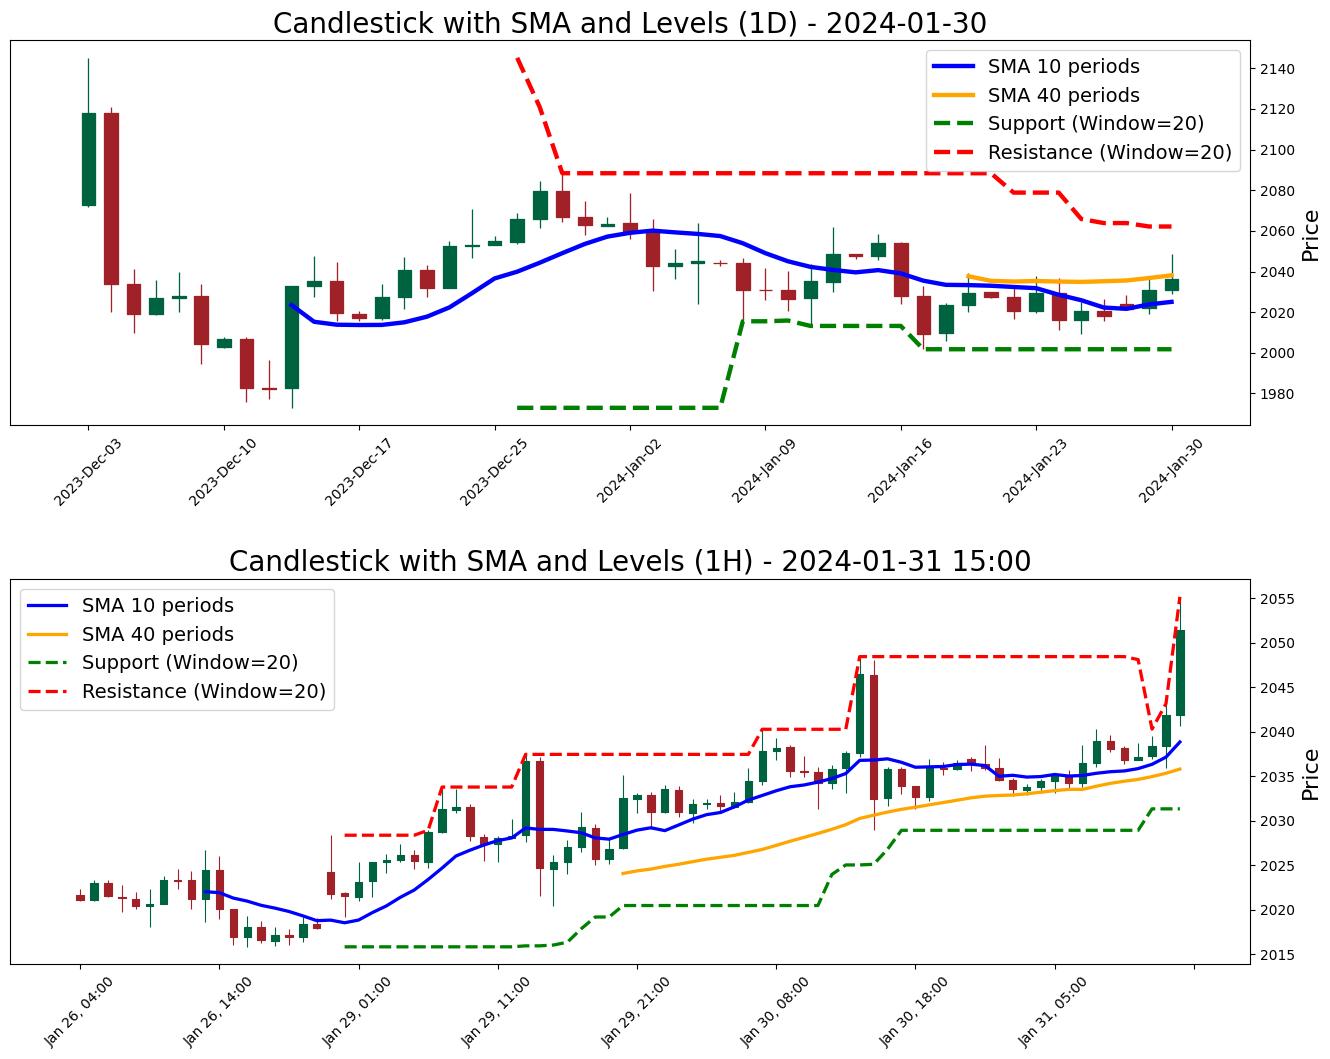 Candlestick with SMA and Levels (1D) - 2024-01-30
SMA 10 periods
SMA 40 periods
Support (Window=20)
Resistance (Window=20)
2140
2120
2100
2080
2060
2040
2020
2000
1980
Price
2023-Dec-03
2023-Dec-10
2023-Dec-17
2023-Dec-25
2024-Jan-02
2024-Jan-09
2024-Jan-16
2024-Jan-23
2024-Jan-30
Candlestick with SMA and Levels (1H) - 2024-01-31 15:00
SMA 10 periods
SMA 40 periods
Support (Window=20)
Resistance (Window=20)
2055
2050
2045
2040
2035
2030
2025
2020
2015
Price
Jan 26, 04:00
Jan 26, 14:00
Jan 29, 01:00
Jan 29, 11:00
Jan 29, 21:00
Jan 30, 08:00
Jan 30, 18:00
Jan 31, 05:00